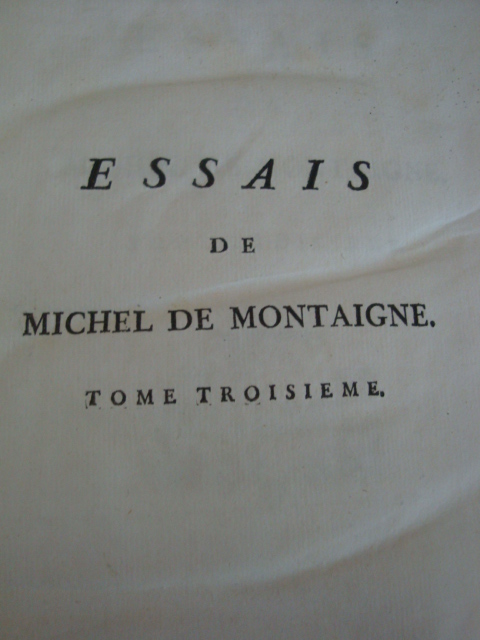 ESSAIS
DE
MICHEL DE MONTAIGNE.
TOME TROISIEME.